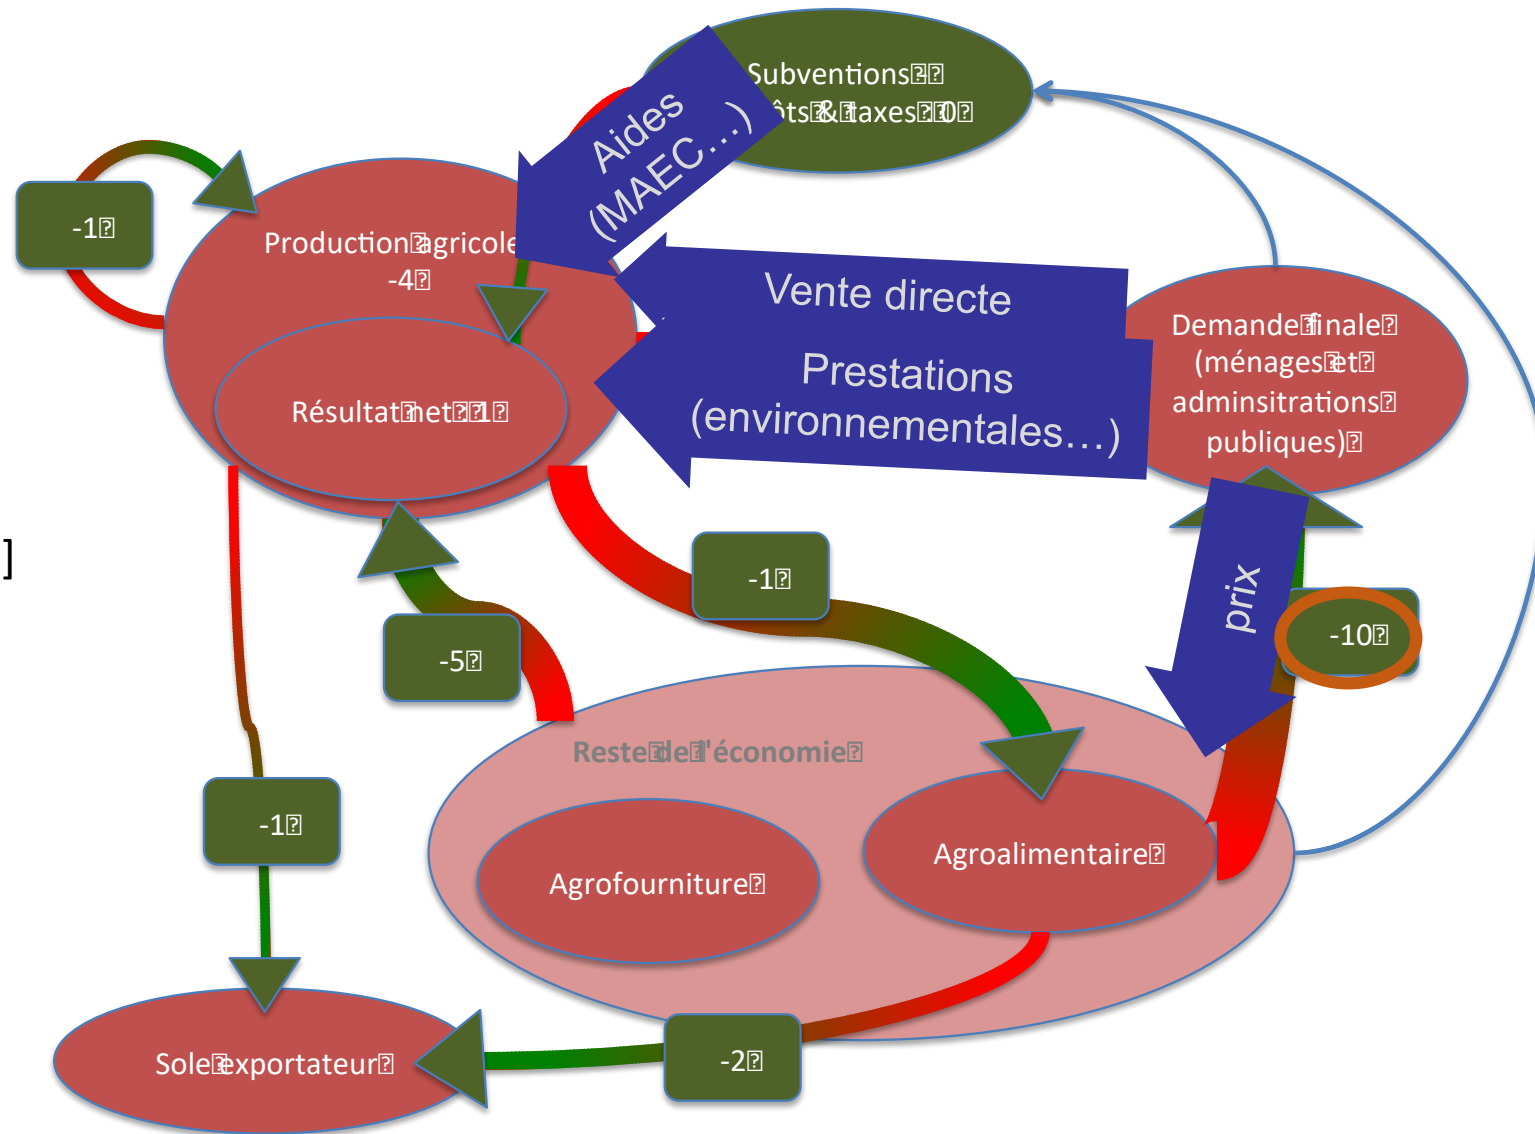 Subventions -
ôts & taxes : 0
Aides
(MAEC…)
-1
Production agricole
-4
Vente directe
Demande finale
(ménages et
adminsitrations
publiques)
Prestations
(environnementales…)
Résultat net : 1
]
-1
prix
-10
-5
Reste de l'économie
-1
Agroalimentaire
Agrofourniture
Sole exportateur
-2